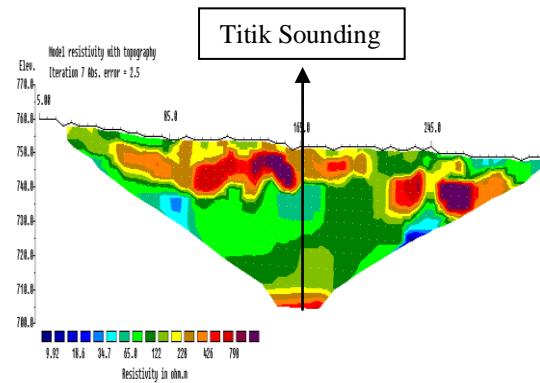 Titik Sounding
Model resistivity with topography
Iteration 7 Abs. error = 2.5
Elev.
770.0
5.00
760.0
85.0
165.0
245.0
750.0
740.0
730.0
720.0
710.0
700.0
9.92 18.6 34.7 65.0 122 228 426 798
Resistivity in ohm.m